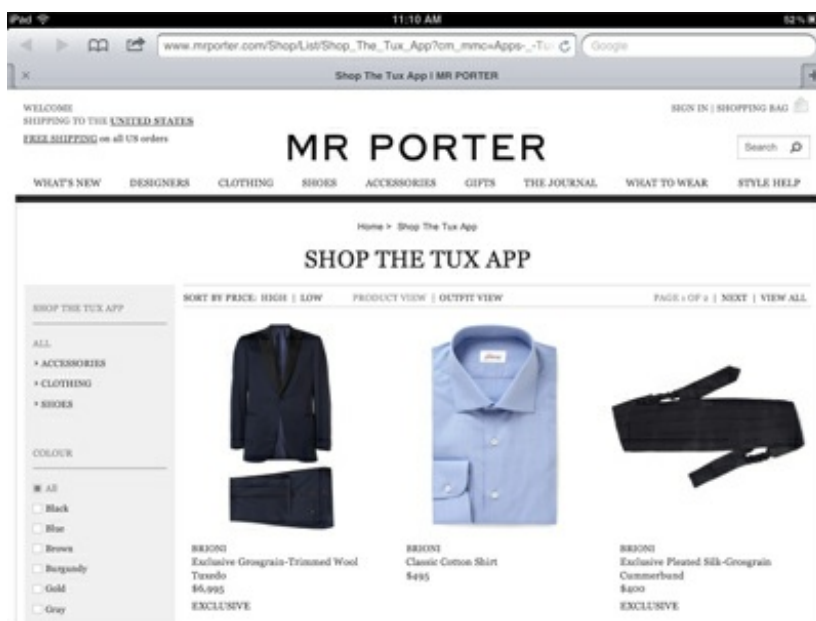 iPad
11:10 AM
52%
www.mrporter.com/Shop/List/Shop_The_Tux_App?cm_mmc=Apps-_-Tu
Google
Shop The Tux App | MR PORTER
WELCOME
SHIPPING TO THE UNITED STATES
FREE SHIPPING on all US orders
SIGN IN | SHOPPING BAG
MR PORTER
Search
WHAT'S NEW DESIGNERS CLOTHING SHOES ACCESSORIES GIFTS THE JOURNAL WHAT TO WEAR STYLE HELP
Home > Shop The Tux App
SHOP THE TUX APP
SHOP THE TUX APP
ALL
ACCESSORIES
CLOTHING
SHOES
COLOUR
All
Black
Blue
Brown
Burgundy
Gold
Gray
SORT BY PRICE: HIGH | LOW PRODUCT VIEW | OUTFIT VIEW PAGE 1 OF 2 | NEXT | VIEW ALL
BRIONI
Exclusive Grosgrain-Trimmed Wool
Tuxedo
$6,995
EXCLUSIVE
BRIONI
Classic Cotton Shirt
$495
BRIONI
Exclusive Pleated Silk-Grosgrain
Cummerbund
$400
EXCLUSIVE